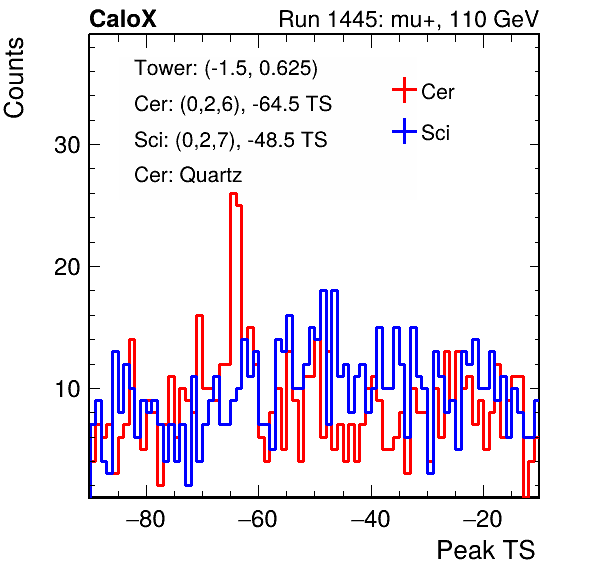 CaloX Run 1445: mu+, 110 GeV
Counts
Tower: (-1.5, 0.625)
Cer: (0,2,6), -64.5 TS
Sci: (0,2,7), -48.5 TS
Cer: Quartz
Cer
Sci
30
20
10
−80 −60 −40 −20
Peak TS